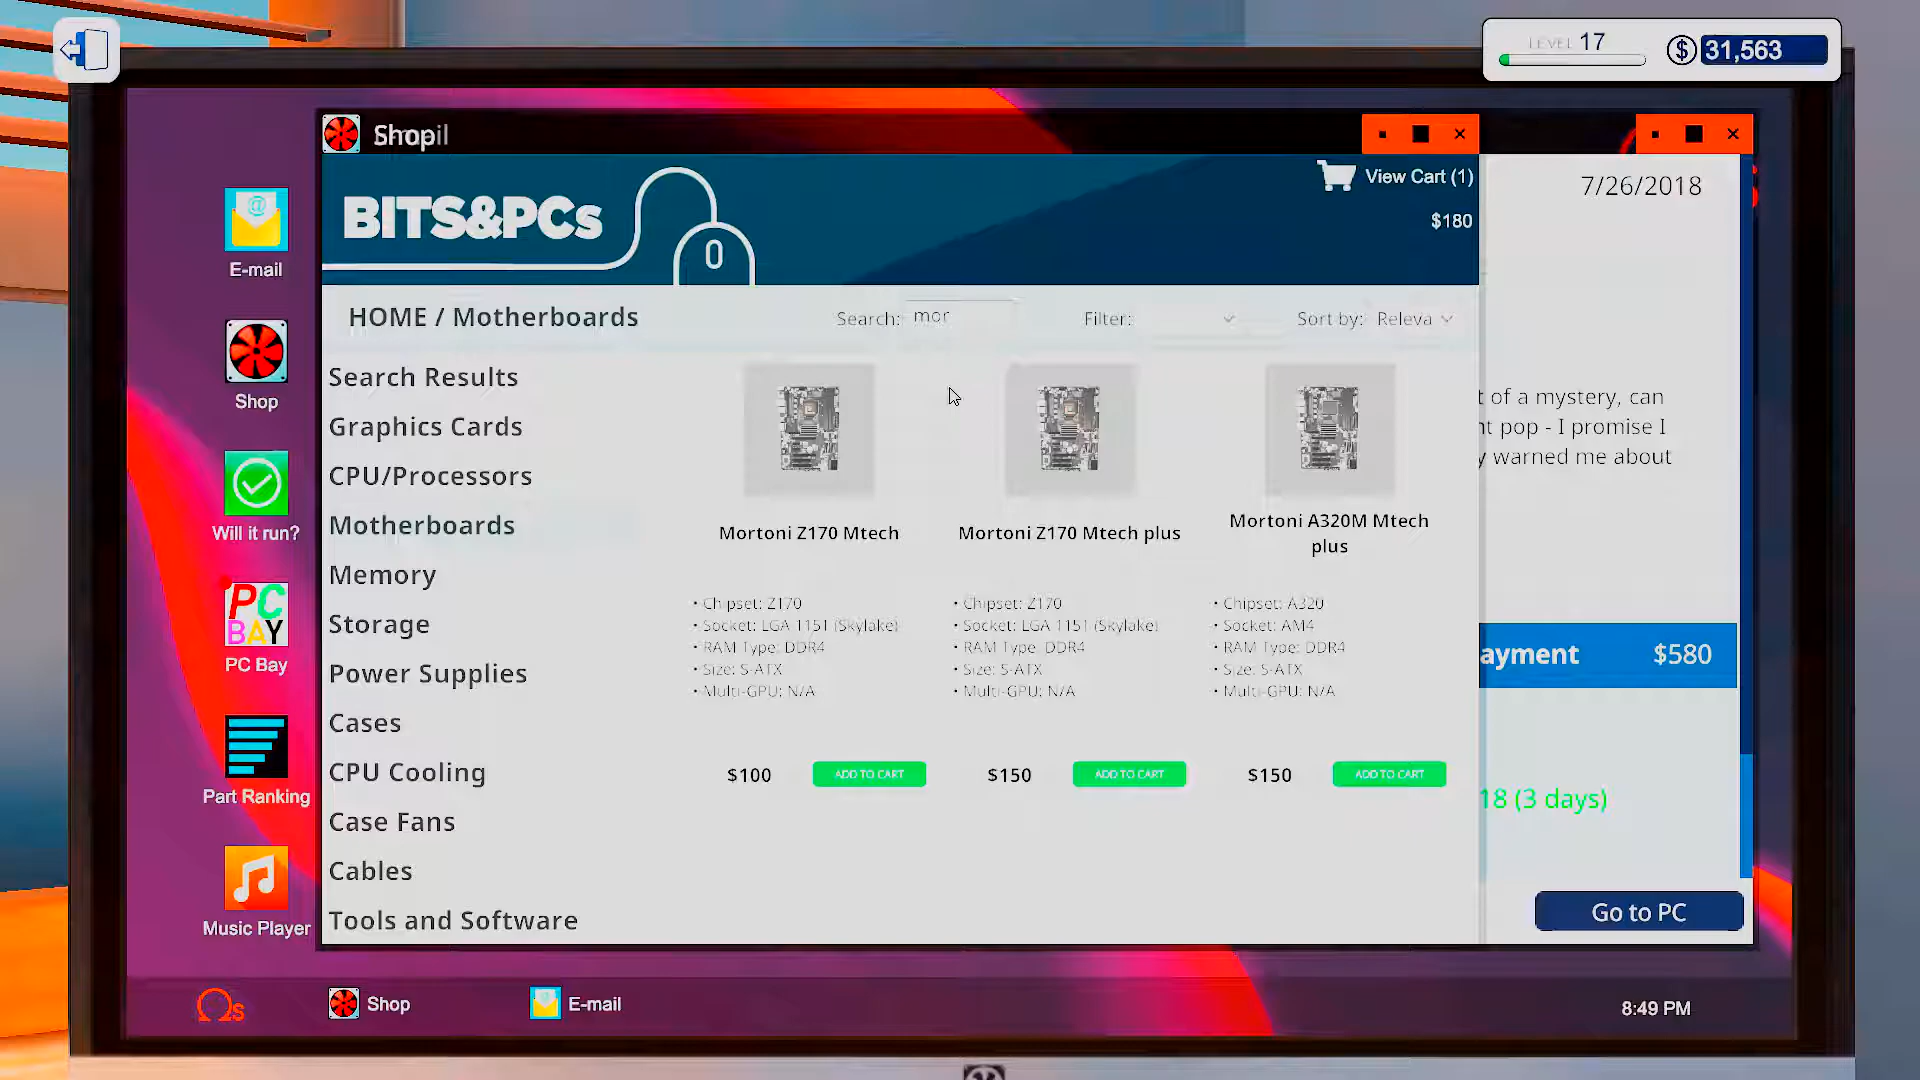 LEVEL 17
$ 31,563
Shop
BITS&PCs
View Cart (1)
$180
7/26/2018
HOME / Motherboards
Search: mor
Filter:
Sort by: Releva
E-mail
Shop
Will it run?
PC BAY
PC Bay
Part Ranking
Music Player
Search Results
Graphics Cards
CPU/Processors
Motherboards
Memory
Storage
Power Supplies
Cases
CPU Cooling
Case Fans
Cables
Tools and Software
Mortoni Z170 Mtech
• Chipset: Z170
• Socket: LGA 1151 (Skylake)
• RAM Type: DDR4
• Size: S-ATX
• Multi-GPU: N/A
$100
ADD TO CART
Mortoni Z170 Mtech plus
• Chipset: Z170
• Socket: LGA 1151 (Skylake)
• RAM Type: DDR4
• Size: S-ATX
• Multi-GPU: N/A
$150
ADD TO CART
Mortoni A320M Mtech
plus
• Chipset: A320
• Socket: AM4
• RAM Type: DDR4
• Size: S-ATX
• Multi-GPU: N/A
$150
ADD TO CART
t of a mystery, can
nt pop - I promise I
y warned me about
ayment $580
18 (3 days)
Go to PC
Shop
E-mail
8:49 PM